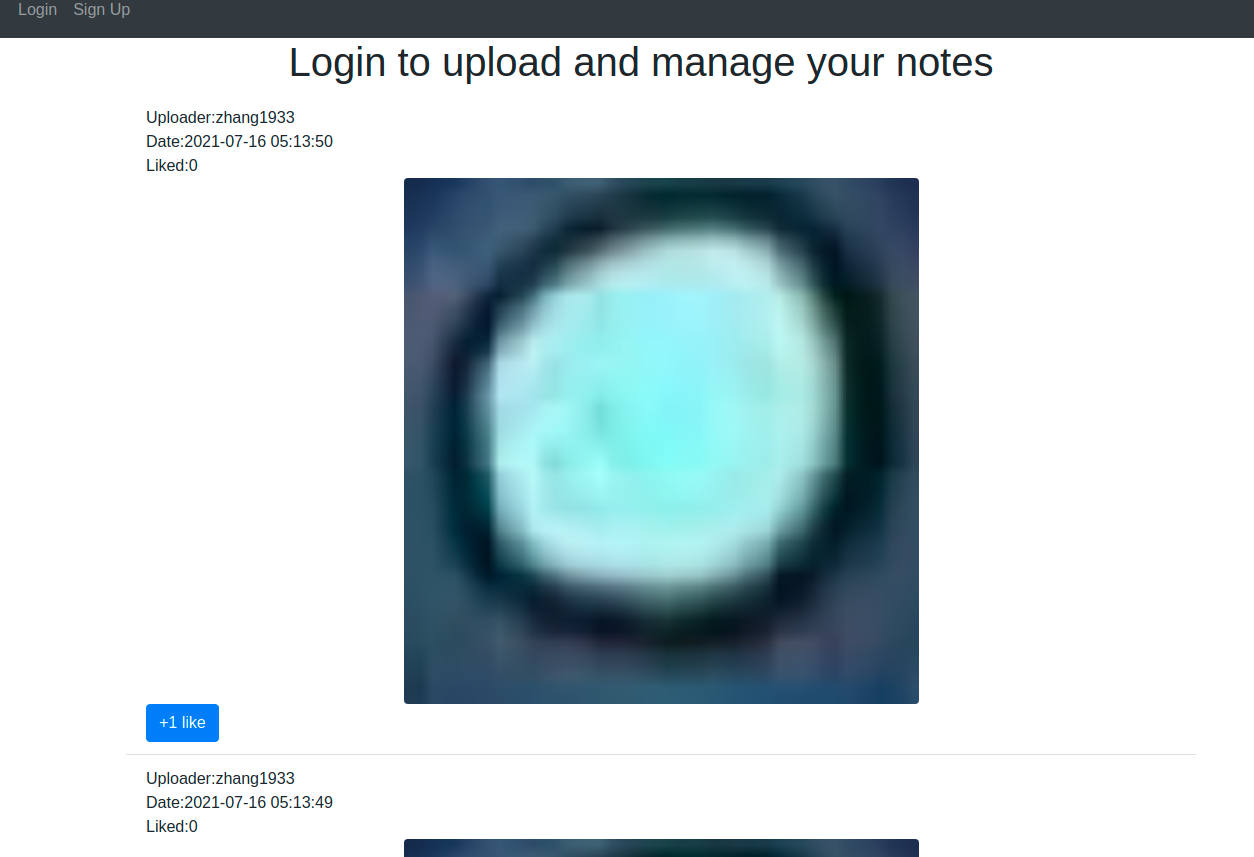 Login Sign Up
Login to upload and manage your notes
Uploader:zhang1933
Date:2021-07-16 05:13:50
Liked:0
+1 like
Uploader:zhang1933
Date:2021-07-16 05:13:49
Liked:0